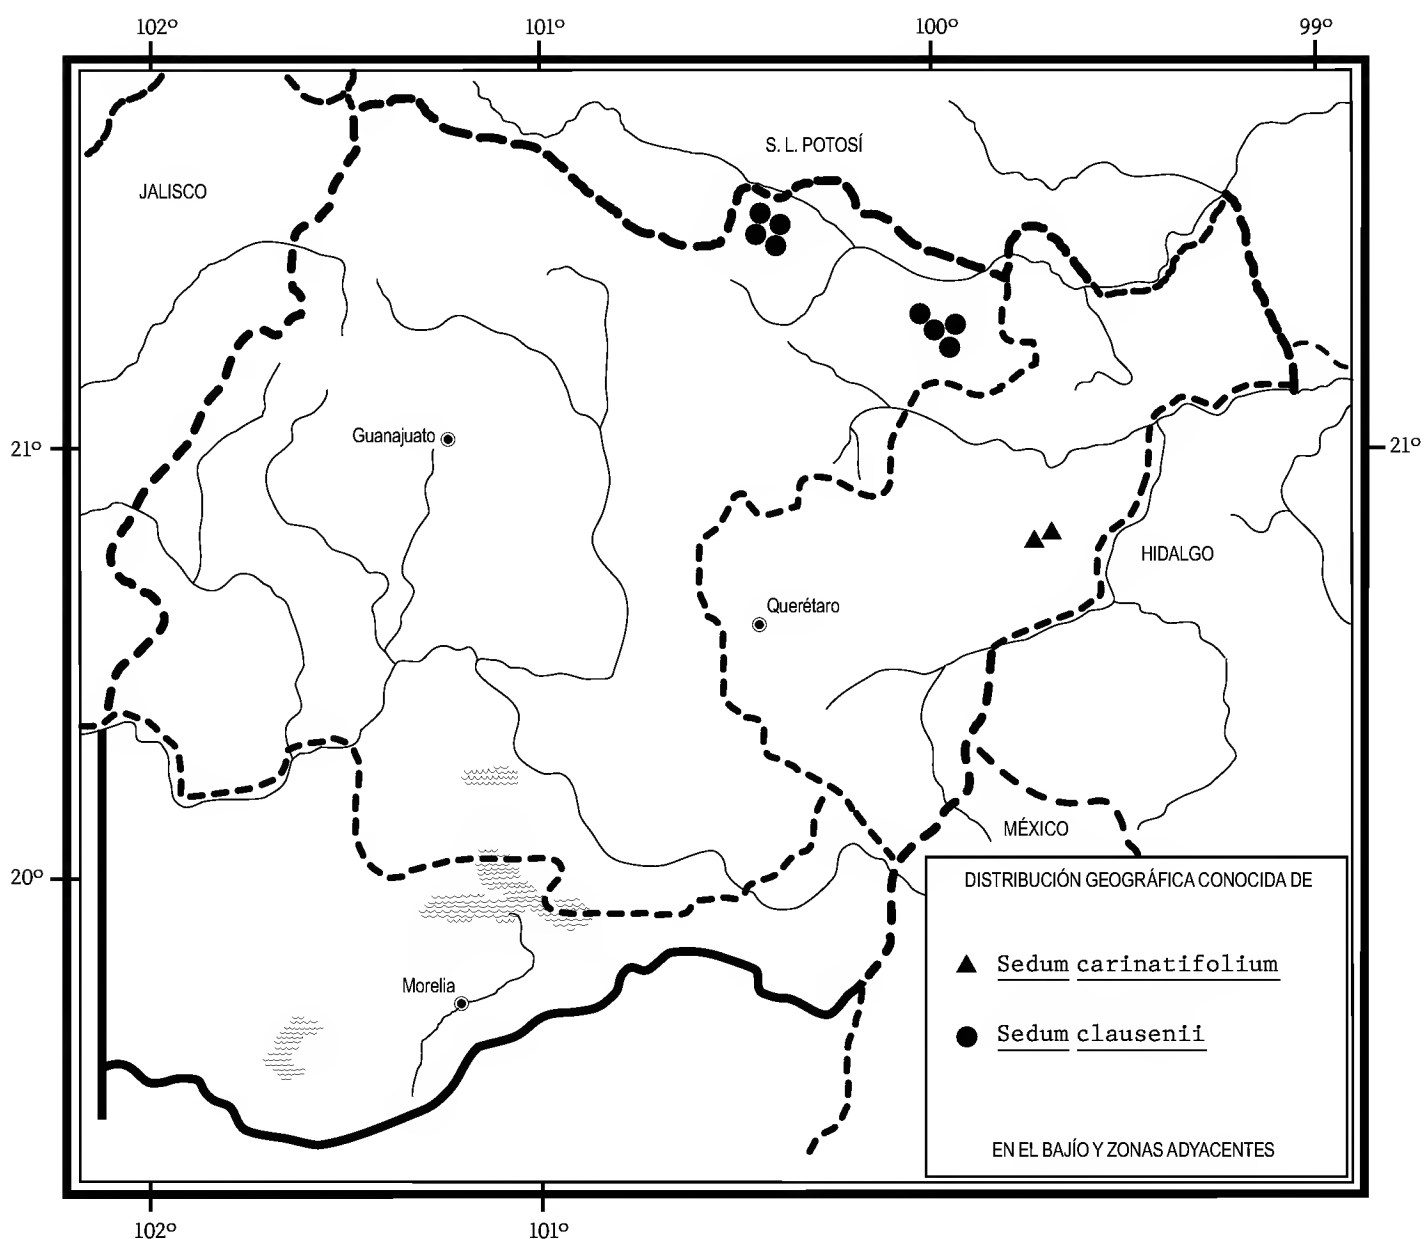 102º 101º 100º 99º
S. L. POTOSÍ
JALISCO
Guanajuato
21º
21º
HIDALGO
Querétaro
MÉXICO
20º
DISTRIBUCIÓN GEOGRÁFICA CONOCIDA DE
Sedum carinatifolium
Morelia
Sedum clausenii
EN EL BAJÍO Y ZONAS ADYACENTES
102º 101º